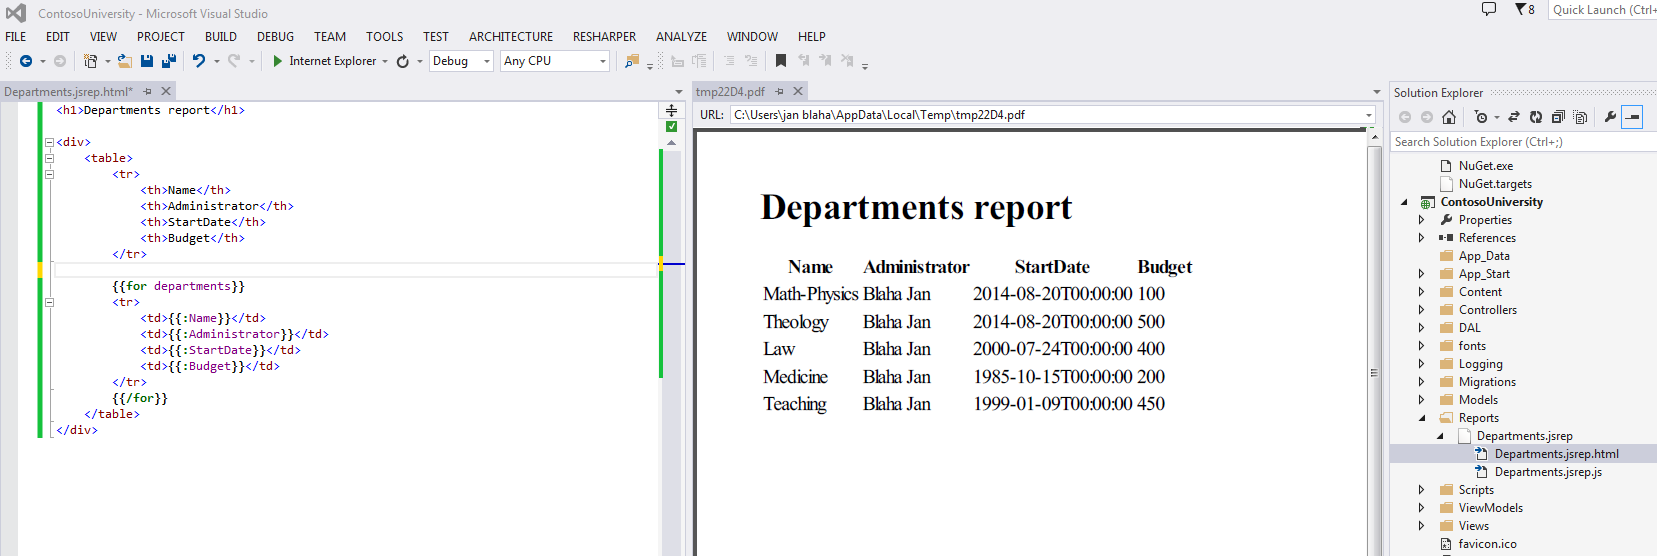 ContosoUniversity - Microsoft Visual Studio
8
Quick Launch (Ctrl+
FILE EDIT VIEW PROJECT BUILD DEBUG TEAM TOOLS TEST ARCHITECTURE RESHARPER ANALYZE WINDOW HELP
Internet Explorer Debug Any CPU
Departments.jsrep.html*
<h1>Departments report</h1>
<div>
<table>
<tr>
<th>Name</th>
<th>Administrator</th>
<th>StartDate</th>
<th>Budget</th>
</tr>
{{for departments}}
<tr>
<td>{{:Name}}</td>
<td>{{:Administrator}}</td>
<td>{{:StartDate}}</td>
<td>{{:Budget}}</td>
</tr>
{{/for}}
</table>
</div>
tmp22D4.pdf
URL: C:\Users\jan blaha\AppData\Local\Temp\tmp22D4.pdf
Departments report
Name Administrator StartDate Budget
Math-Physics Blaha Jan 2014-08-20T00:00:00 100
Theology Blaha Jan 2014-08-20T00:00:00 500
Law Blaha Jan 2000-07-24T00:00:00 400
Medicine Blaha Jan 1985-10-15T00:00:00 200
Teaching Blaha Jan 1999-01-09T00:00:00 450
Solution Explorer
Search Solution Explorer (Ctrl+;)
NuGet.exe
NuGet.targets
ContosoUniversity
Properties
References
App_Data
App_Start
Content
Controllers
DAL
fonts
Logging
Migrations
Models
Reports
Departments.jsrep
Departments.jsrep.html
Departments.jsrep.js
Scripts
ViewModels
Views
favicon.ico